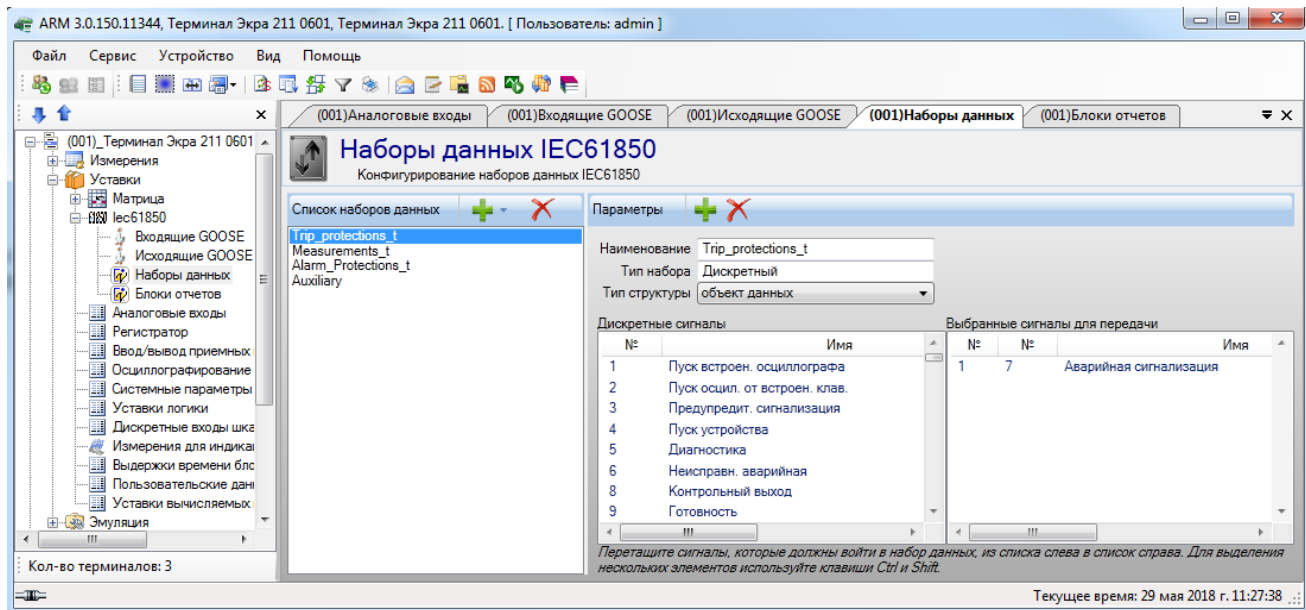 ARM 3.0.150.11344, Терминал Экра 211 0601, Терминал Экра 211 0601. [ Пользователь: admin ]
Файл Сервис Устройство Вид Помощь
(001)_Терминал Экра 211 0601
Измерения
Уставки
Матрица
Iec61850
Входящие GOOSE
Исходящие GOOSE
Наборы данных
Блоки отчетов
Аналоговые входы
Регистратор
Ввод/вывод приемных
Осциллографирование
Системные параметры
Уставки логики
Дискретные входы шка
Измерения для индика
Выдержки времени бло
Пользовательские дан
Уставки вычисляемых
Эмуляция
Кол-во терминалов: 3
(001)Аналоговые входы (001)Входящие GOOSE (001)Исходящие GOOSE (001)Наборы данных (001)Блоки отчетов
Наборы данных IEC61850
Конфигурирование наборов данных IEC61850
Список наборов данных
Trip_protections_t
Measurements_t
Alarm_Protections_t
Auxiliary
Параметры
Наименование Trip_protections_t
Тип набора Дискретный
Тип структуры объект данных
Дискретные сигналы
№ Имя
1 Пуск встроен. осциллографа
2 Пуск осцил. от встроен. клав.
3 Предупредит. сигнализация
4 Пуск устройства
5 Диагностика
6 Неисправн. аварийная
8 Контрольный выход
9 Готовность
Выбранные сигналы для передачи
№ № Имя
1 7 Аварийная сигнализация
Перетащите сигналы, которые должны войти в набор данных, из списка слева в список справа. Для выделения
нескольких элементов используйте клавиши Ctrl и Shift.
Текущее время: 29 мая 2018 г. 11:27:38